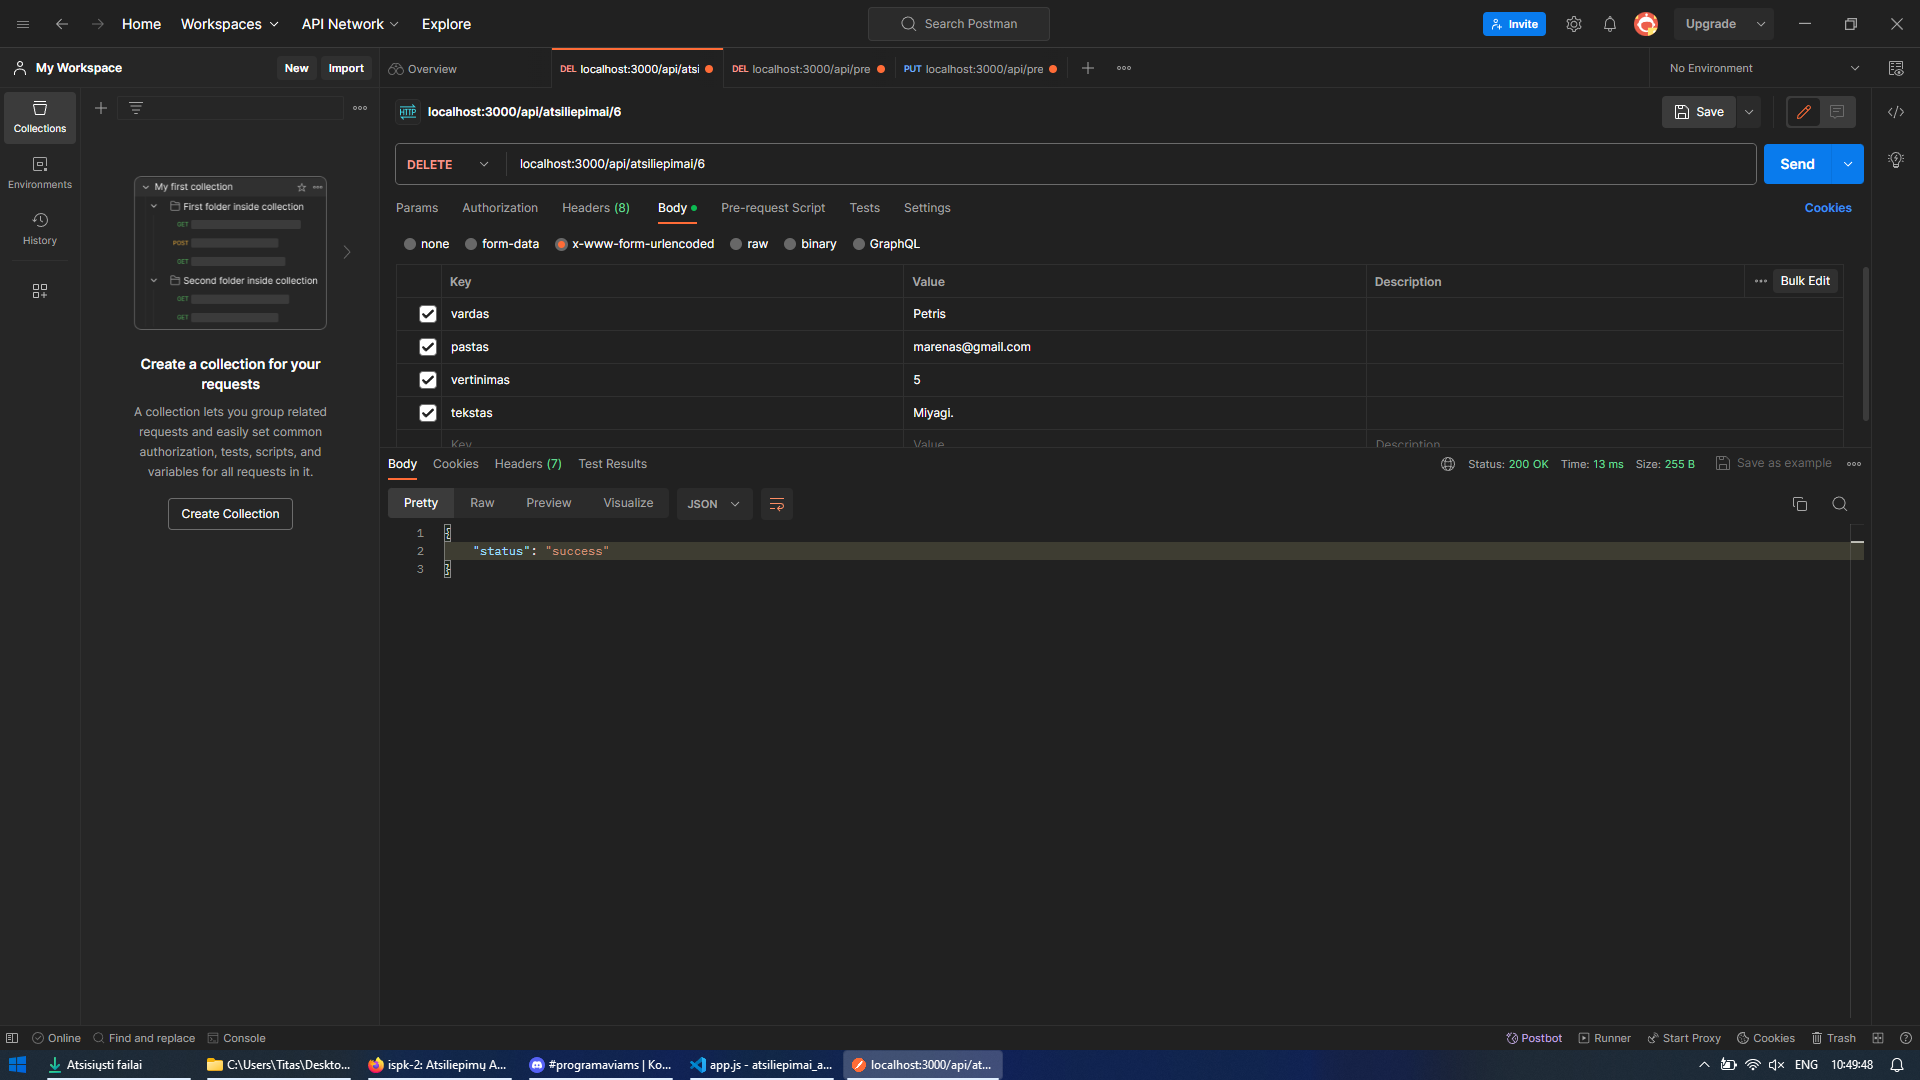 Home Workspaces API Network Explore Search Postman Invite Upgrade
My Workspace New Import Overview DEL localhost:3000/api/atsi DEL localhost:3000/api/pre PUT localhost:3000/api/pre No Environment
Collections
Environments
History
My first collection
First folder inside collection
GET
POST
GET
Second folder inside collection
GET
GET
Create a collection for your
requests
A collection lets you group related
requests and easily set common
authorization, tests, scripts, and
variables for all requests in it.
Create Collection
HTTP localhost:3000/api/atsiliepimai/6 Save
DELETE localhost:3000/api/atsiliepimai/6 Send
Params Authorization Headers (8) Body Pre-request Script Tests Settings Cookies
none form-data x-www-form-urlencoded raw binary GraphQL
Key Value Description Bulk Edit
vardas Petris
pastas marenas@gmail.com
vertinimas 5
tekstas Miyagi.
Key Value Description
Body Cookies Headers (7) Test Results Status: 200 OK Time: 13 ms Size: 255 B Save as example
Pretty Raw Preview Visualize JSON
1 {
2 "status": "success"
3 }
Online Find and replace Console Postbot Runner Start Proxy Cookies Trash
Atsisiųsti failai C:\Users\Titas\Deskto... ispk-2: Atsiliepimų A... #programaviams | Ko... app.js - atsiliepimai_a... localhost:3000/api/at... ENG 10:49:48